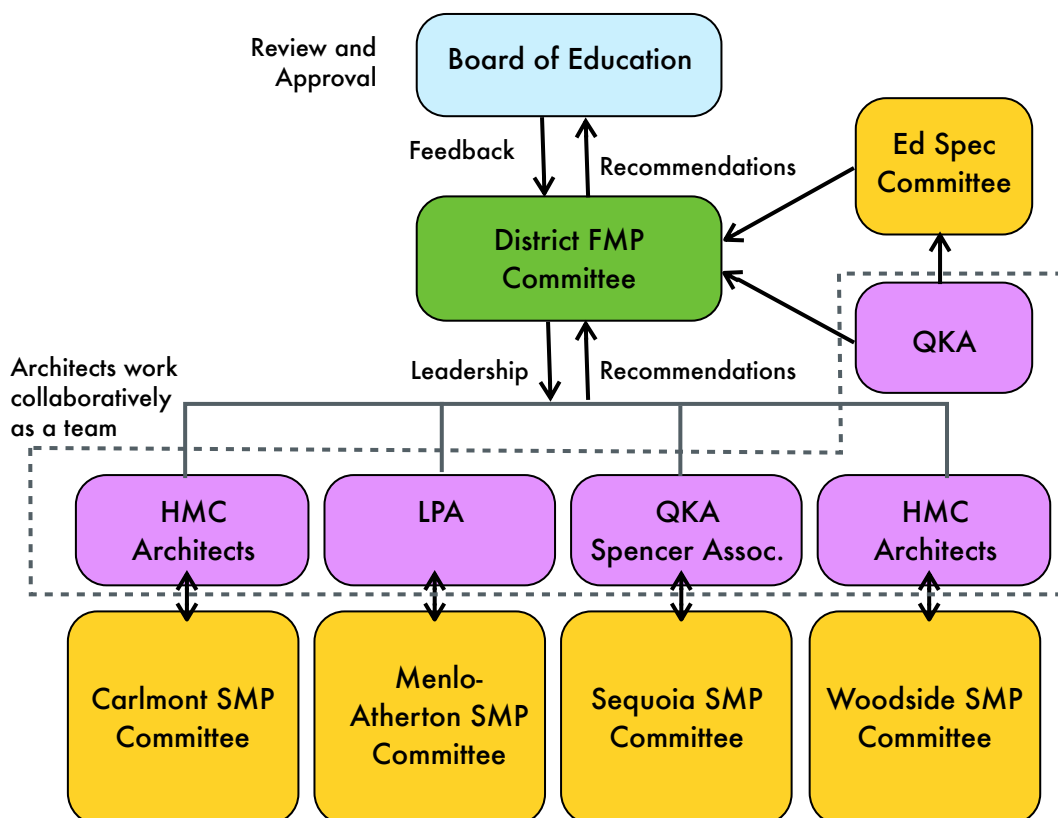 Review and
Approval
Board of Education
Feedback
Recommendations
Ed Spec
Committee
District FMP
Committee
QKA
Architects work
collaboratively
as a team
Leadership
Recommendations
HMC
Architects
LPA
QKA
Spencer Assoc.
HMC
Architects
Carlmont SMP
Committee
Menlo-
Atherton SMP
Committee
Sequoia SMP
Committee
Woodside SMP
Committee